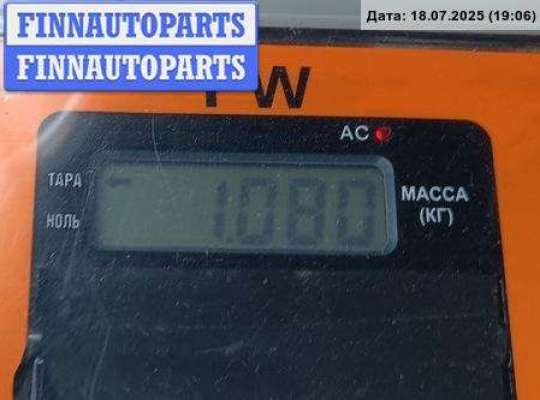 Дата: 18.07.2025 (19:06)
FINNAUTOPARTS
FINNAUTOPARTS
AC
ТАРА
НОЛЬ
1.080
МАССА
(КГ)